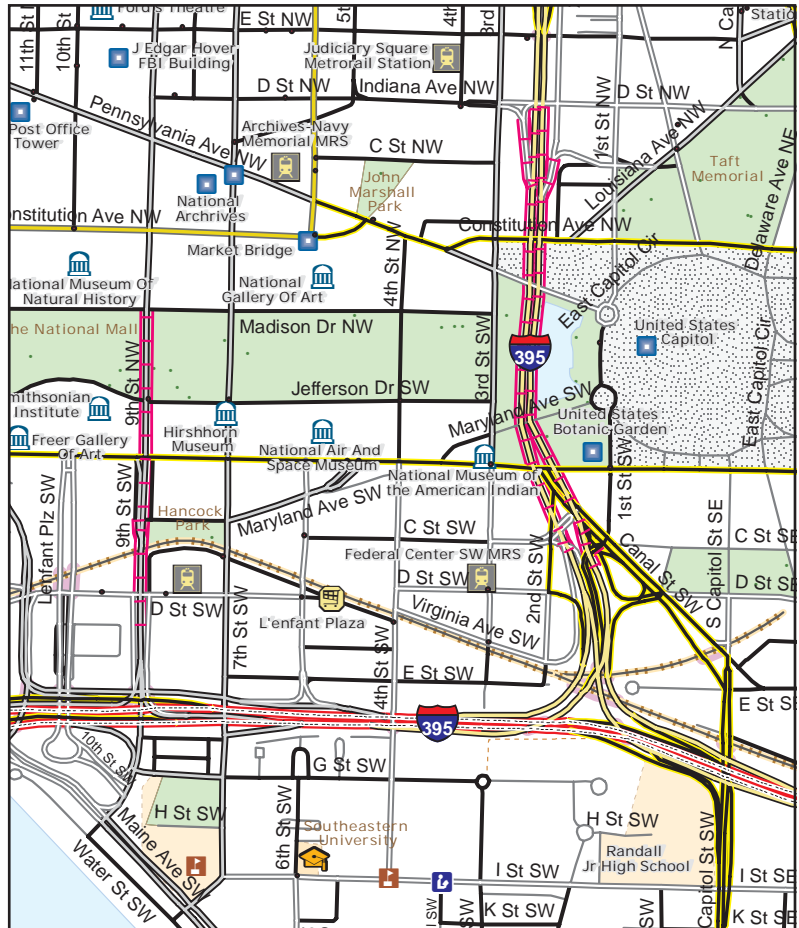 Ford's Theatre
E St NW
5t
4th
3rd
N Ca
Statio
11th St
10th St
J Edgar Hover
FBI Building
Judiciary Square
Metrorail Station
D St NW
Indiana Ave NW
D St NW
1st St NW
Pennsylvania Ave NW
Post Office
Tower
Archives-Navy
Memorial MRS
C St NW
Louisiana Ave NW
Taft
Memorial
Delaware Ave NE
John
Marshall
Park
National
Archives
onstitution Ave NW
Constitution Ave NW
Market Bridge
4th St NW
East Capitol Cir
National Museum Of
Natural History
National
Gallery Of Art
he National Mall
Madison Dr NW
United States
Capitol
395
3rd St SW
9th St NW
East Capitol Cir
Jefferson Dr SW
Maryland Ave SW
mithsonian
Institute
Hirshhorn
Museum
United States
Botanic Garden
Freer Gallery
Of Art
National Air And
Space Museum
National Museum of
the American Indian
1st St SW
Lenfant Plz SW
9th St SW
Hancock
Park
Maryland Ave SW
C St SW
Federal Center SW MRS
2nd St SW
Canal St SW
S Capitol St SE
C St SE
D St SW
D St SW
D St SE
L'enfant Plaza
Virginia Ave SW
7th St SW
4th St SW
E St SW
E St SE
395
10th St SW
G St SW
H St SW
6th St SW
Southeastern
University
H St SW
Maine Ave SW
Water St SW
Randall
Jr High School
I St SW
I St SE
K St SW
K St SE
I SW
SW
SW
Capitol St SW